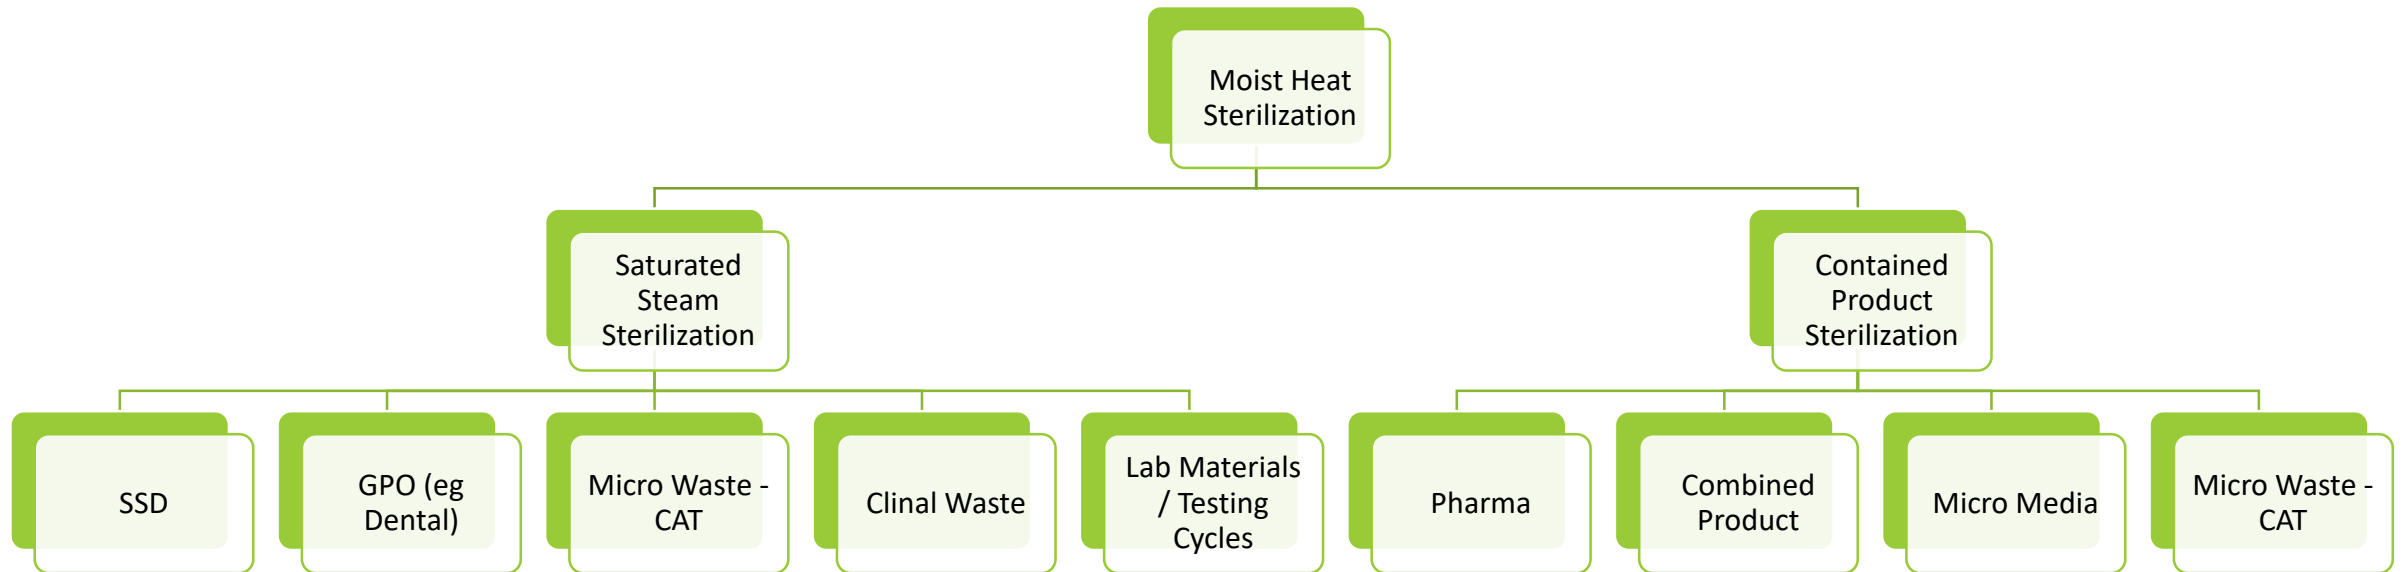 Moist Heat
Sterilization
Saturated
Steam
Sterilization
Contained
Product
Sterilization
SSD
GPO (eg
Dental)
Micro Waste -
CAT
Clinal Waste
Lab Materials
/ Testing
Cycles
Pharma
Combined
Product
Micro Media
Micro Waste -
CAT